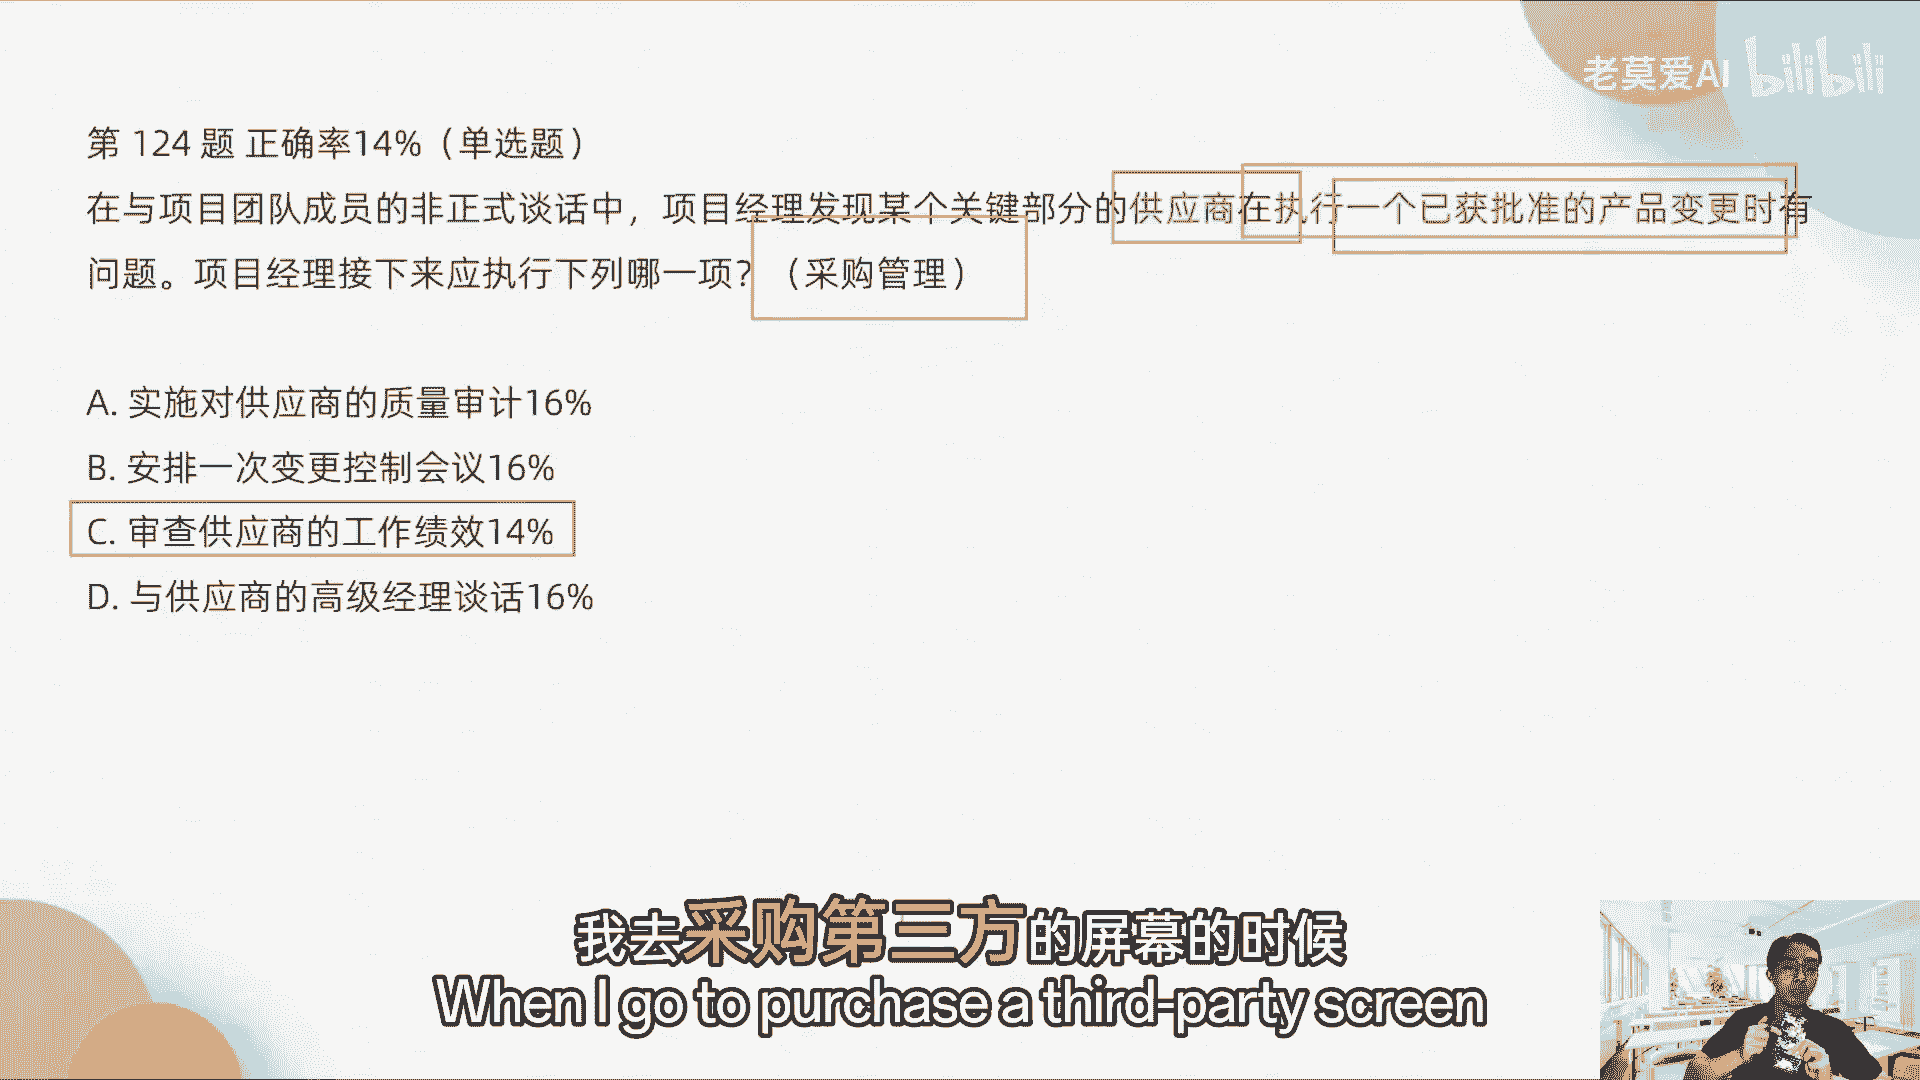 老莫爱AI bilibili
第 124 题 正确率14%（单选题）
在与项目团队成员的非正式谈话中，项目经理发现某个关键部分的供应商在执行一个已获批准的产品变更时有
问题。项目经理接下来应执行下列哪一项？（采购管理）
A. 实施对供应商的质量审计16%
B. 安排一次变更控制会议16%
C. 审查供应商的工作绩效14%
D. 与供应商的高级经理谈话16%
我去采购第三方的屏幕的时候
When I go to purchase a third-party screen